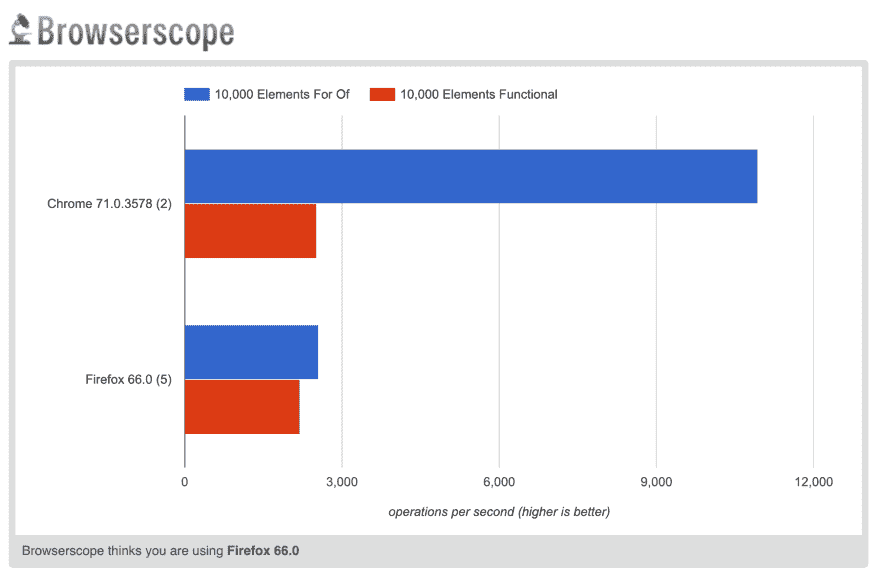 Browserscope
10,000 Elements For Of 10,000 Elements Functional
Chrome 71.0.3578 (2)
Firefox 66.0 (5)
0 3,000 6,000 9,000 12,000
operations per second (higher is better)
Browserscope thinks you are using Firefox 66.0